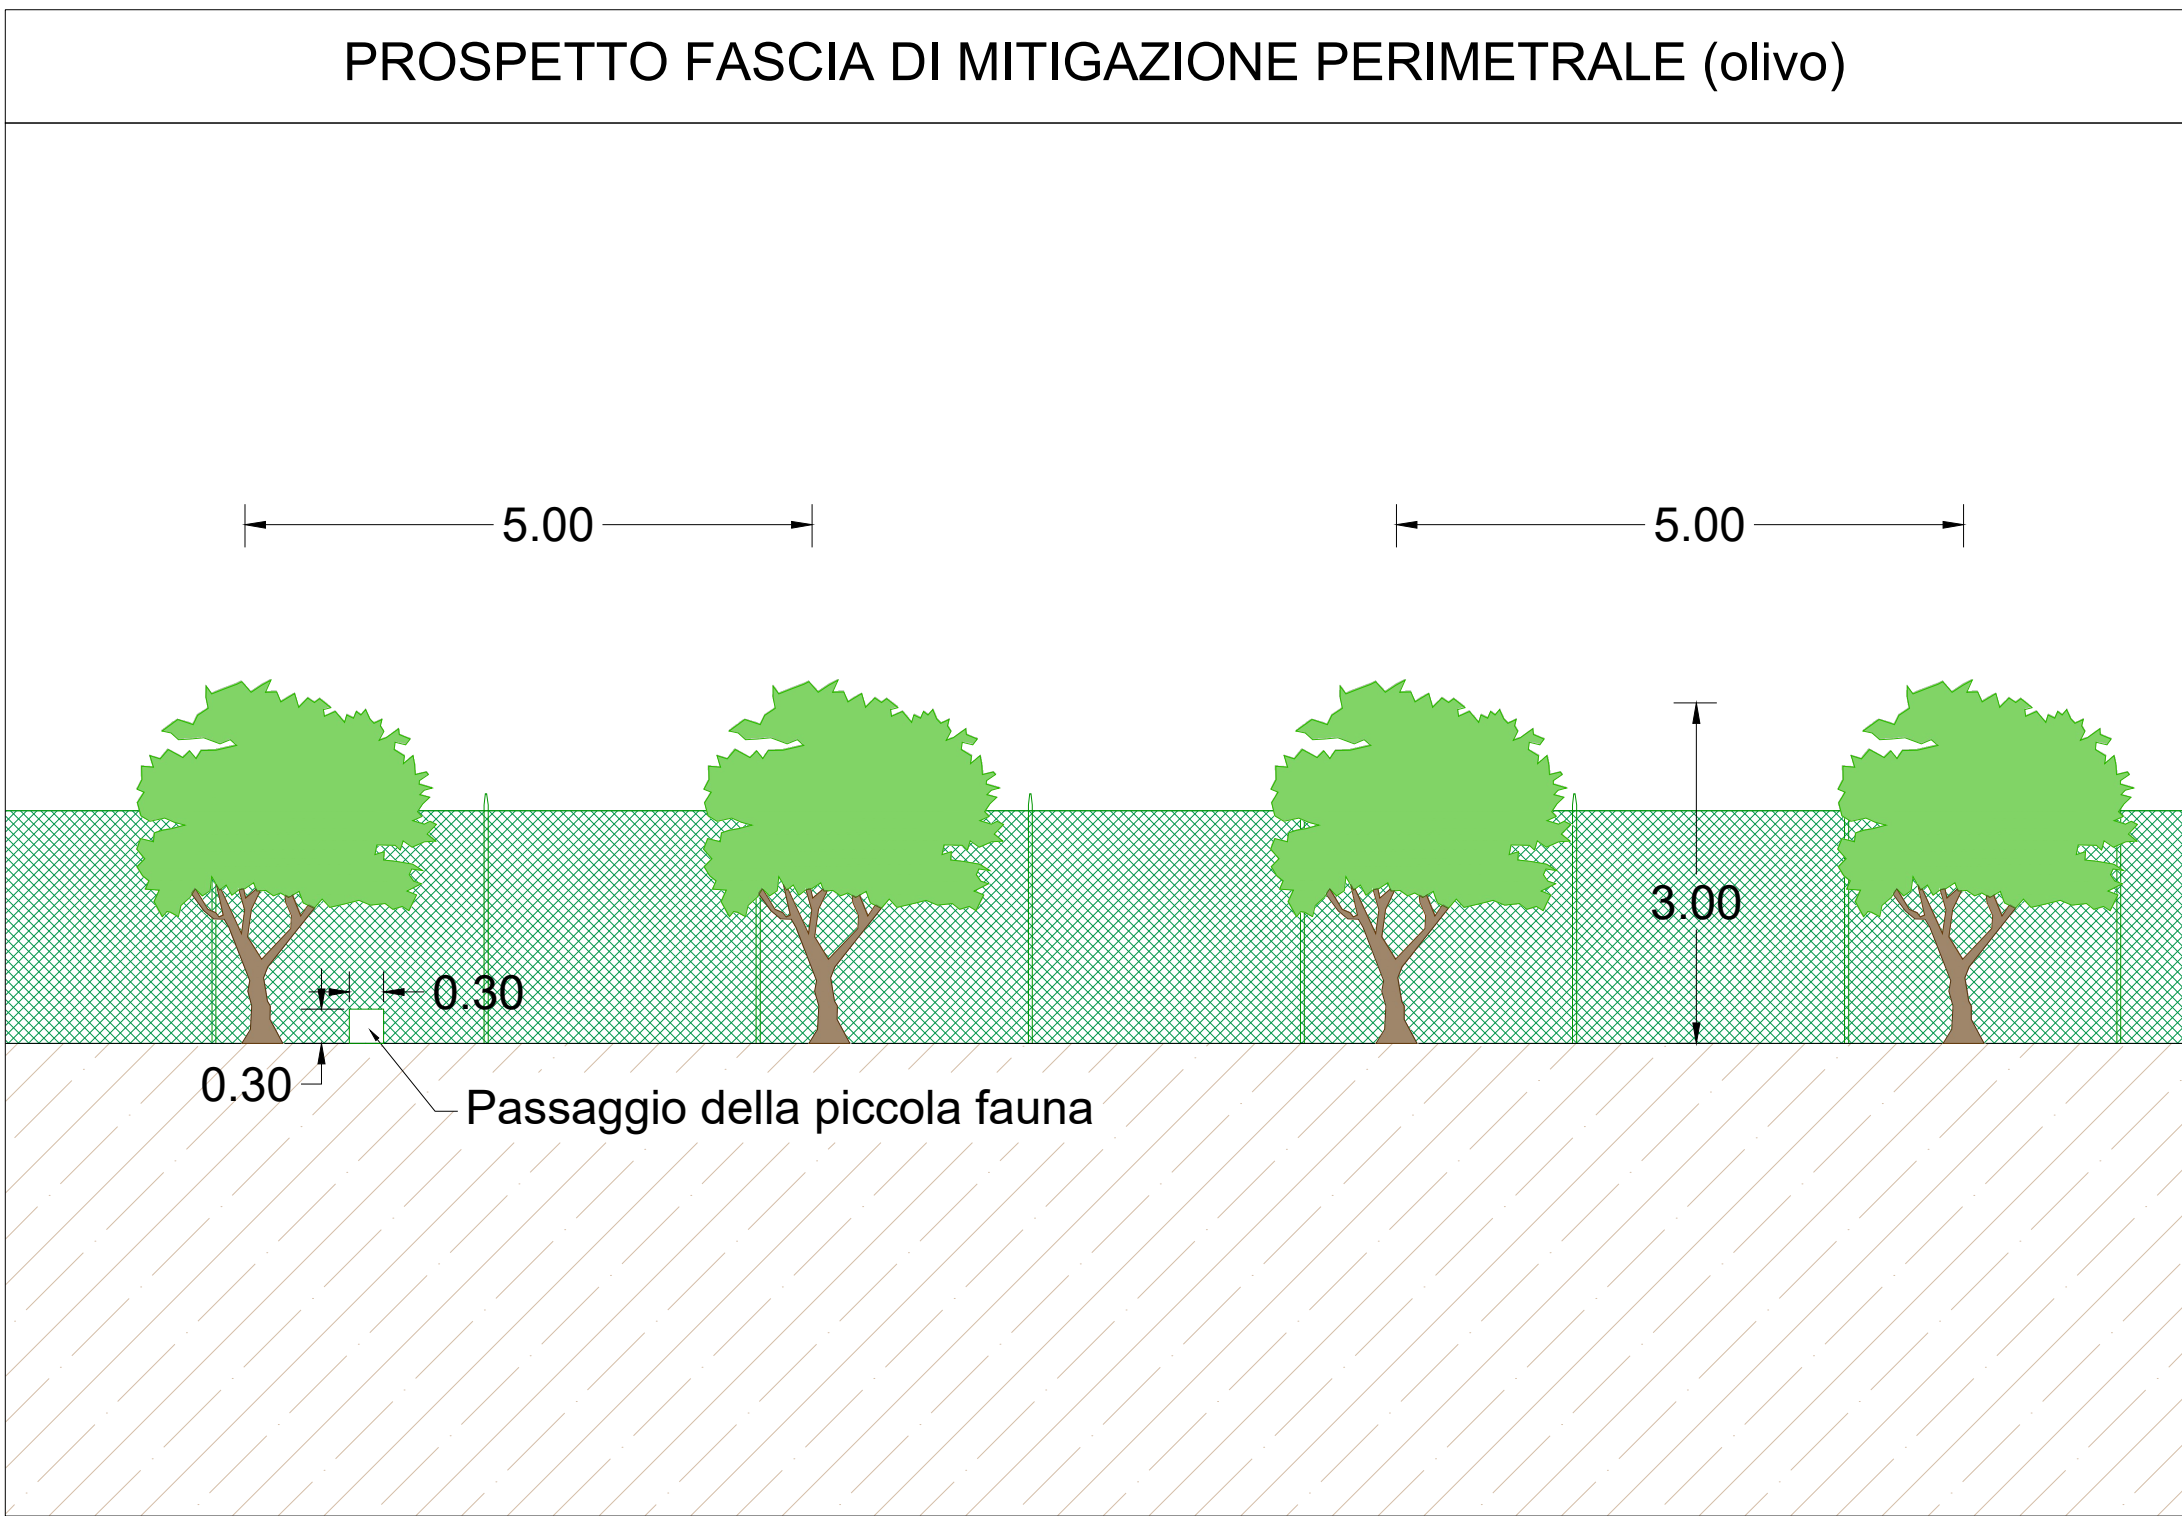 PROSPETTO FASCIA DI MITIGAZIONE PERIMETRALE (olivo)
5.00
5.00
3.00
0.30
0.30
Passaggio della piccola fauna